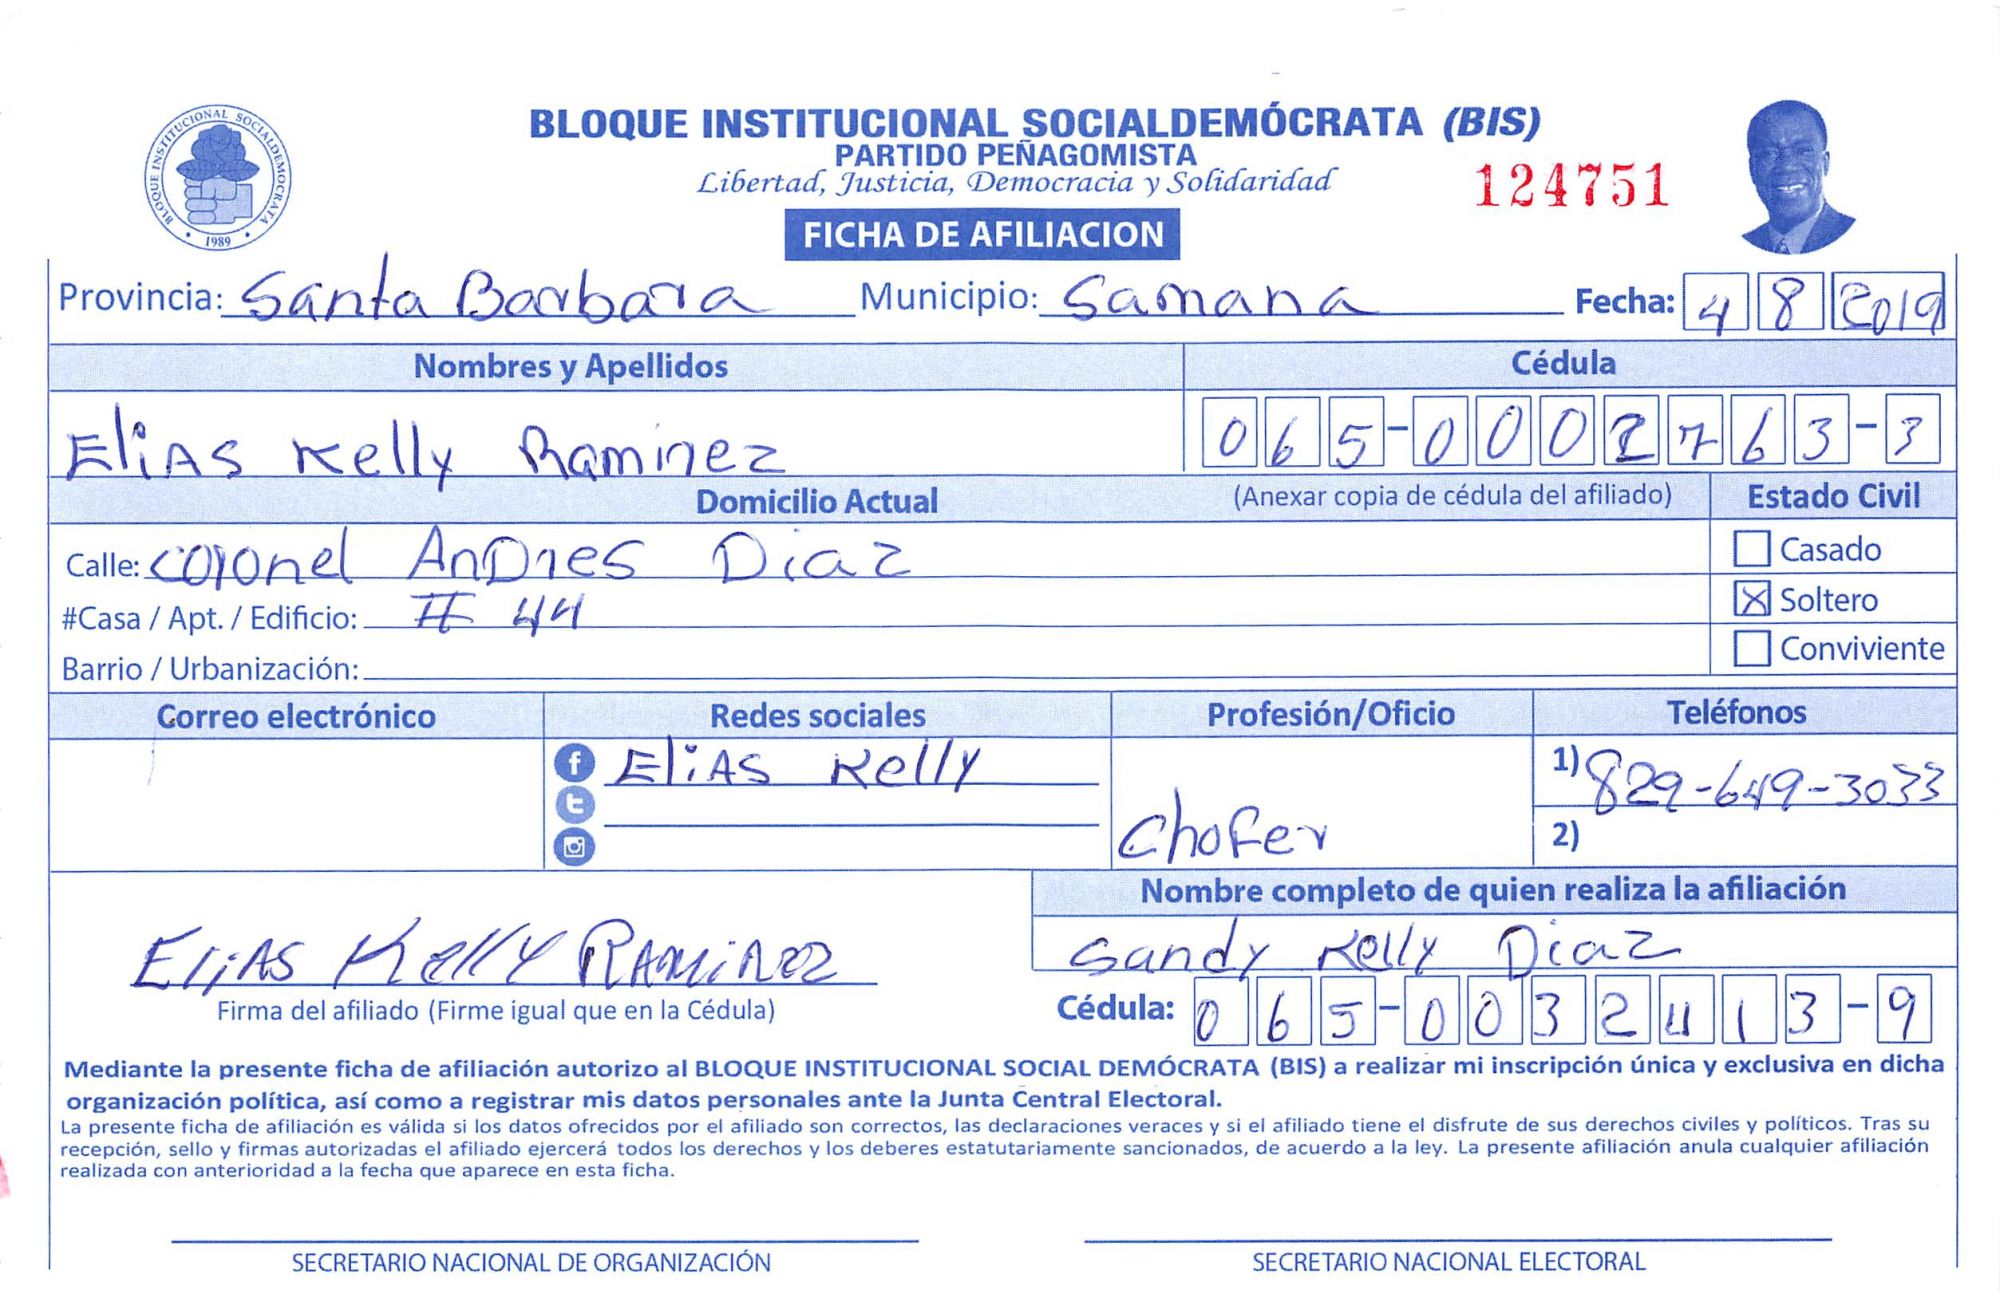 BLOQUE INSTITUCIONAL SOCIALDEMÓCRATA (BIS)
PARTIDO PEÑAGOMISTA
Libertad, Justicia, Democracia y Solidaridad
124751
BLOQUE INSTITUCIONAL SOCIALDEMOCRATA
1989
FICHA DE AFILIACION
Provincia: Santa Barbara Municipio: Samana Fecha: 4 8 2019
Nombres y Apellidos Cédula
Elias Kelly Raminez 065-0002763-3
Domicilio Actual (Anexar copia de cédula del afiliado) Estado Civil
Calle: Coronel AnDres Diaz Casado
#Casa / Apt. / Edificio: # 44 Soltero
Barrio / Urbanización: Conviviente
Correo electrónico Redes sociales Profesión/Oficio Teléfonos
Elias Kelly Chofer 1) 829-649-3033
2)
Nombre completo de quien realiza la afiliación
Elias Kelly Raminez Sandy Kelly Diaz
Firma del afiliado (Firme igual que en la Cédula) Cédula: 065-0032413-9
Mediante la presente ficha de afiliación autorizo al BLOQUE INSTITUCIONAL SOCIAL DEMÓCRATA (BIS) a realizar mi inscripción única y exclusiva en dicha
organización política, así como a registrar mis datos personales ante la Junta Central Electoral.
La presente ficha de afiliación es válida si los datos ofrecidos por el afiliado son correctos, las declaraciones veraces y si el afiliado tiene el disfrute de sus derechos civiles y políticos. Tras su
recepción, sello y firmas autorizadas el afiliado ejercerá todos los derechos y los deberes estatutariamente sancionados, de acuerdo a la ley. La presente afiliación anula cualquier afiliación
realizada con anterioridad a la fecha que aparece en esta ficha.
SECRETARIO NACIONAL DE ORGANIZACIÓN SECRETARIO NACIONAL ELECTORAL